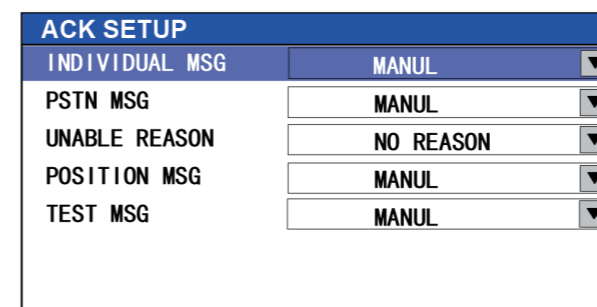 ACK SETUP
INDIVIDUAL MSG MANUL
PSTN MSG MANUL
UNABLE REASON NO REASON
POSITION MSG MANUL
TEST MSG MANUL